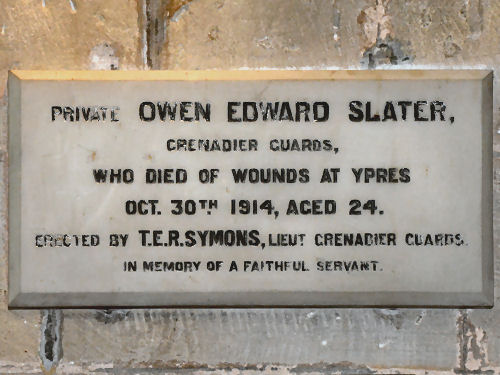 PRIVATE OWEN EDWARD SLATER,
GRENADIER GUARDS,
WHO DIED OF WOUNDS AT YPRES
OCT. 30TH 1914, AGED 24.
ERECTED BY T.E.R.SYMONS, LIEUT GRENADIER GUARDS.
IN MEMORY OF A FAITHFUL SERVANT.